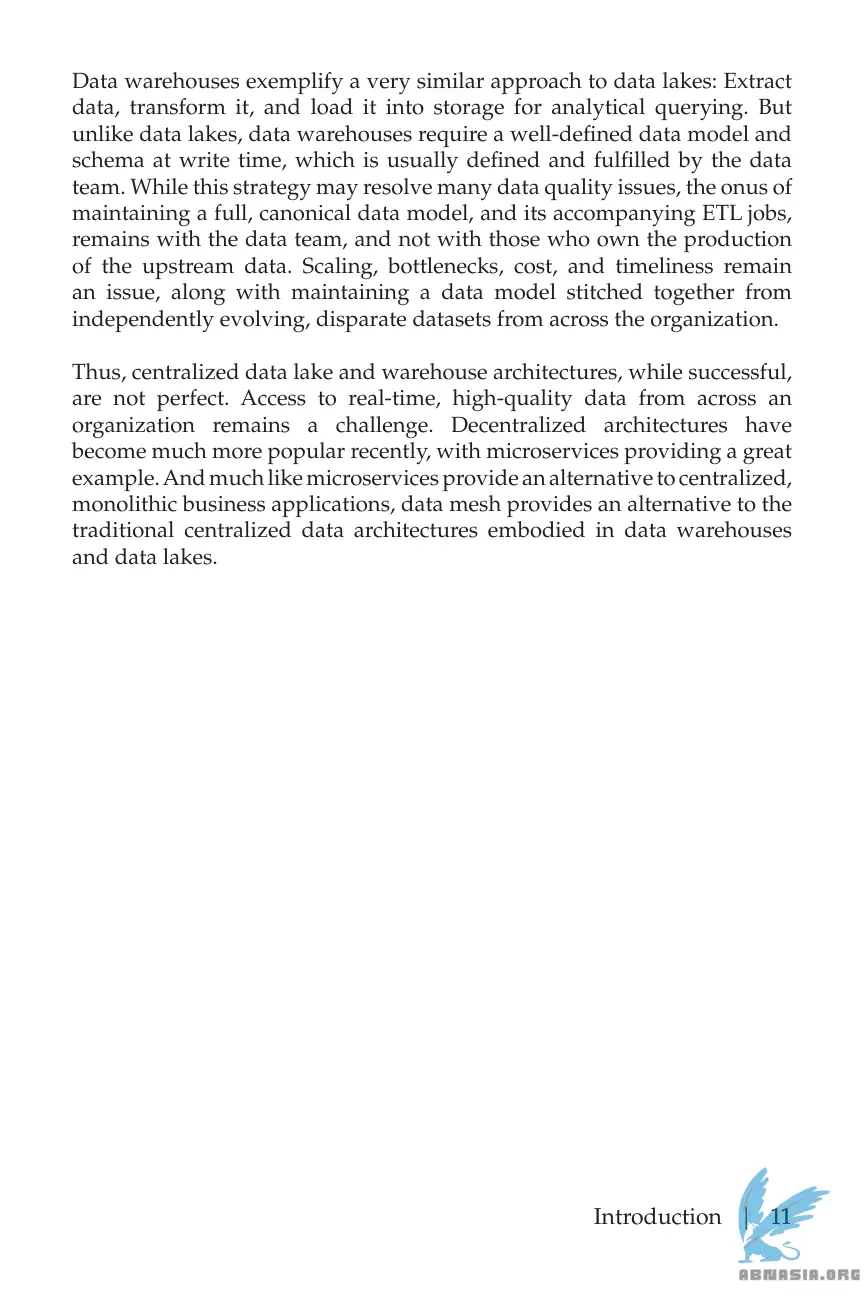 Data warehouses exemplify a very similar approach to data lakes: Extract
data, transform it, and load it into storage for analytical querying. But
unlike data lakes, data warehouses require a well-defined data model and
schema at write time, which is usually defined and fulfilled by the data
team. While this strategy may resolve many data quality issues, the onus of
maintaining a full, canonical data model, and its accompanying ETL jobs,
remains with the data team, and not with those who own the production
of the upstream data. Scaling, bottlenecks, cost, and timeliness remain
an issue, along with maintaining a data model stitched together from
independently evolving, disparate datasets from across the organization.
Thus, centralized data lake and warehouse architectures, while successful,
are not perfect. Access to real-time, high-quality data from across an
organization remains a challenge. Decentralized architectures have
become much more popular recently, with microservices providing a great
example. And much like microservices provide an alternative to centralized,
monolithic business applications, data mesh provides an alternative to the
traditional centralized data architectures embodied in data warehouses
and data lakes.
Introduction | 11
ABNASIA.ORG